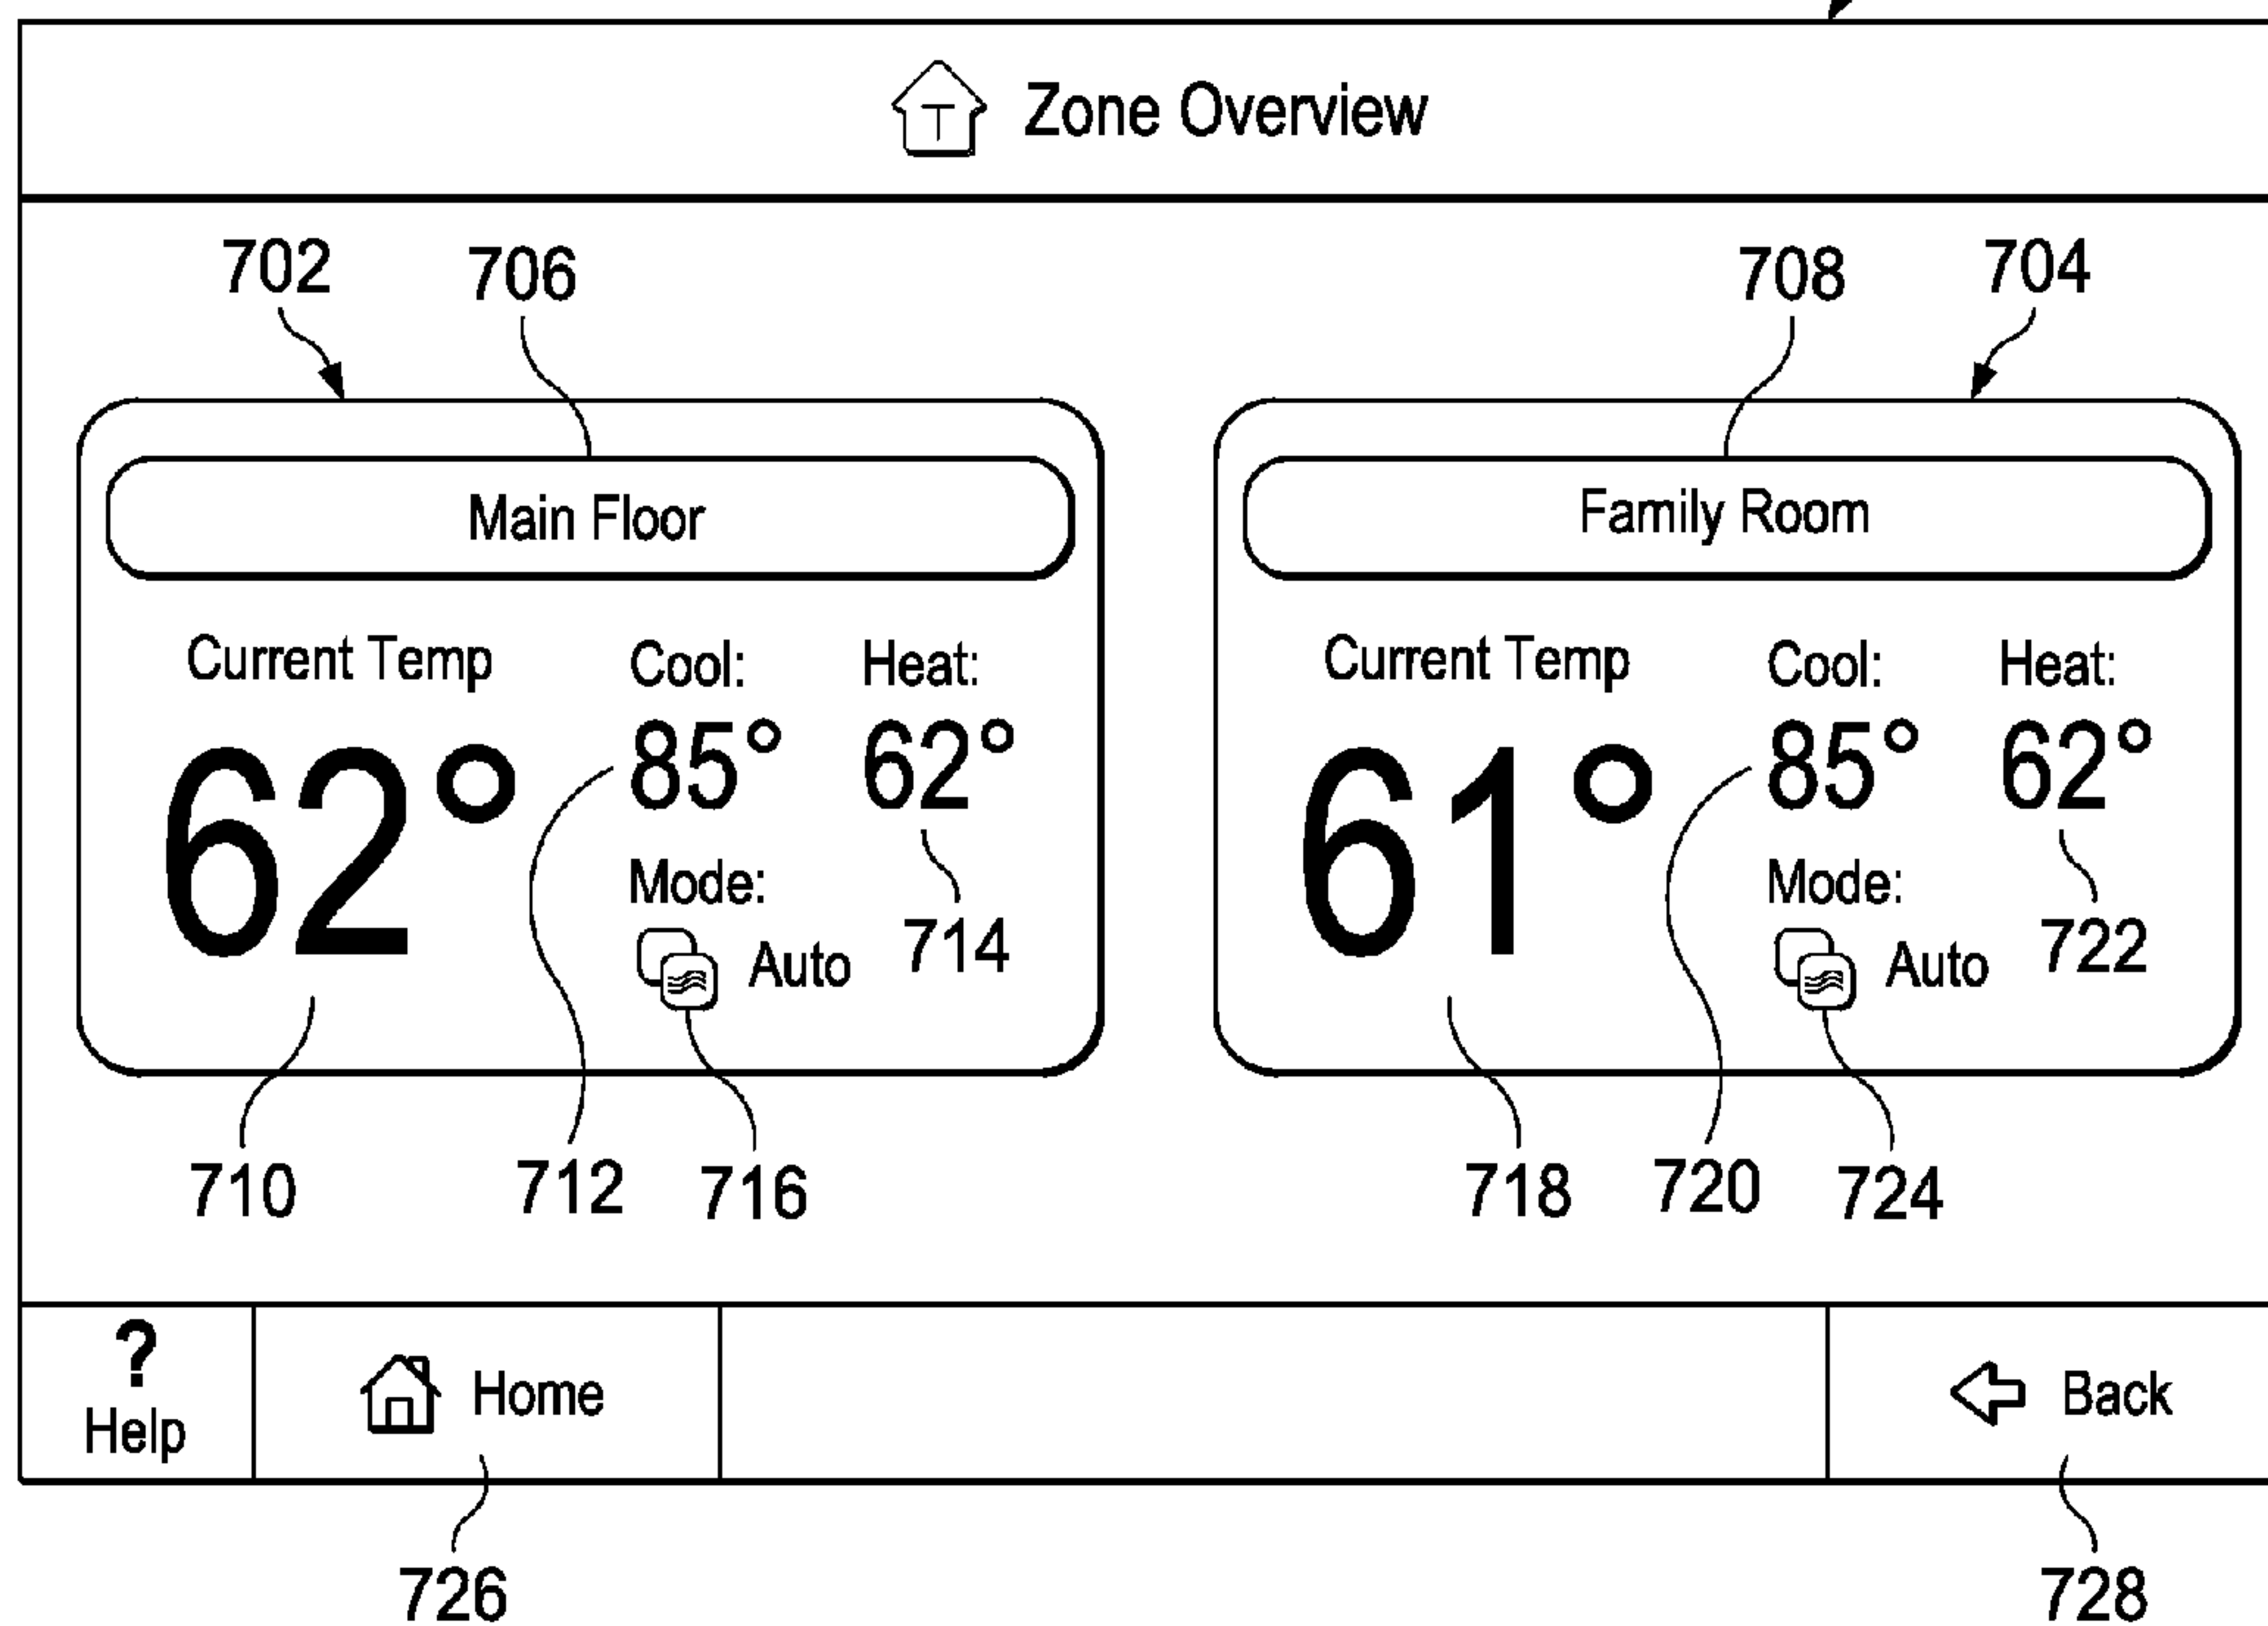 T Zone Overview
702 706 708 704
Main Floor
Current Temp Cool: Heat:
62° 85° 62°
Mode:
Auto 714
Family Room
Current Temp Cool: Heat:
61° 85° 62°
Mode:
Auto 722
710 712 716 718 720 724
?
Help
Home
Back
726 728